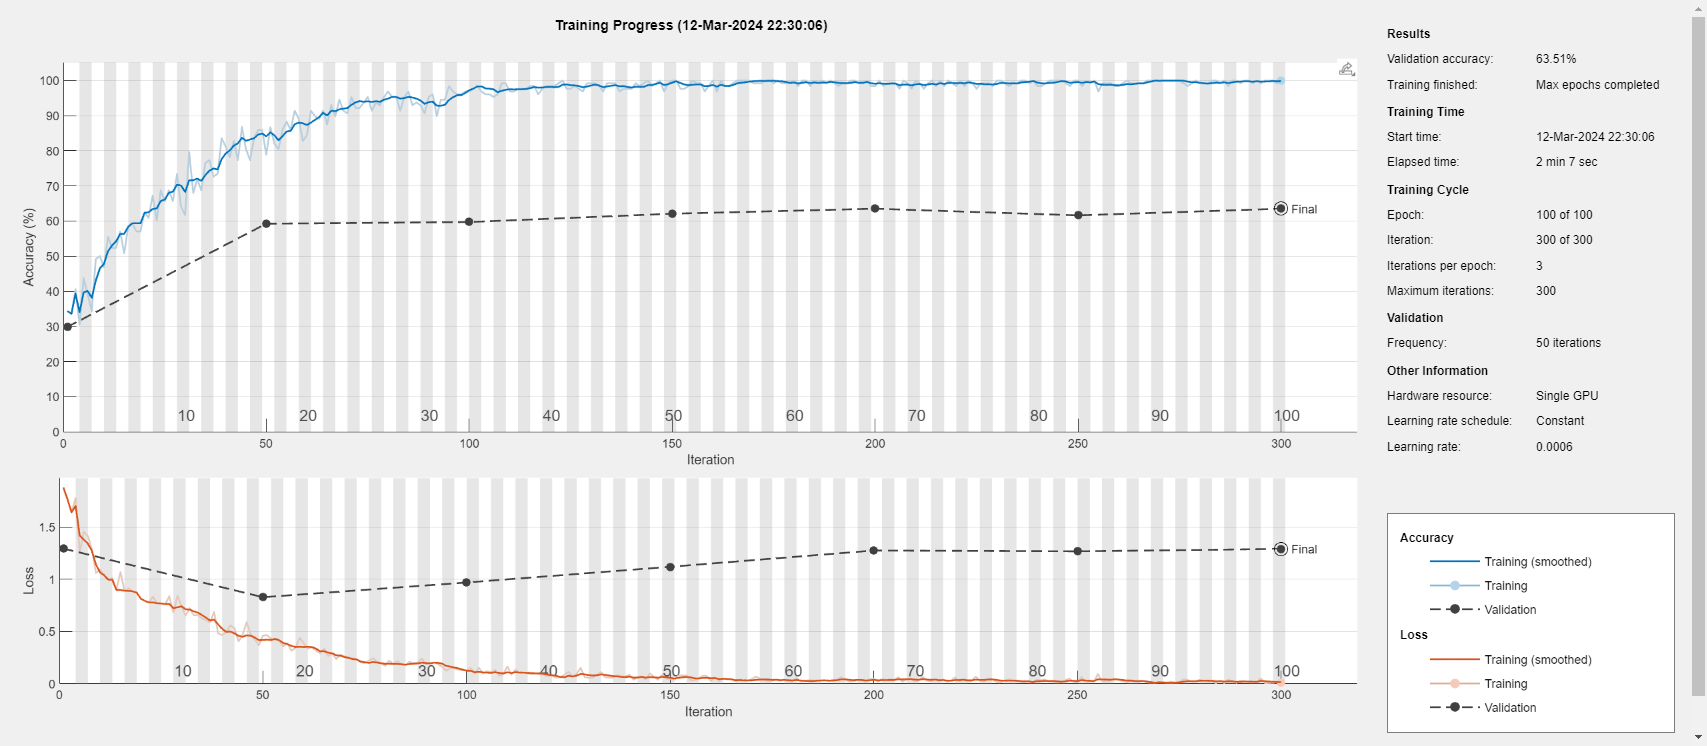 Training Progress (12-Mar-2024 22:30:06)
100
90
80
70
60
50
40
30
20
10
0
Accuracy (%)
Final
10 20 30 40 50 60 70 80 90 100
0 50 100 150 200 250 300
Iteration
1.5
1
0.5
0
Loss
Final
10 20 30 40 50 60 70 80 90 100
0 50 100 150 200 250 300
Iteration
Results
Validation accuracy: 63.51%
Training finished: Max epochs completed
Training Time
Start time: 12-Mar-2024 22:30:06
Elapsed time: 2 min 7 sec
Training Cycle
Epoch: 100 of 100
Iteration: 300 of 300
Iterations per epoch: 3
Maximum iterations: 300
Validation
Frequency: 50 iterations
Other Information
Hardware resource: Single GPU
Learning rate schedule: Constant
Learning rate: 0.0006
Accuracy
Training (smoothed)
Training
Validation
Loss
Training (smoothed)
Training
Validation